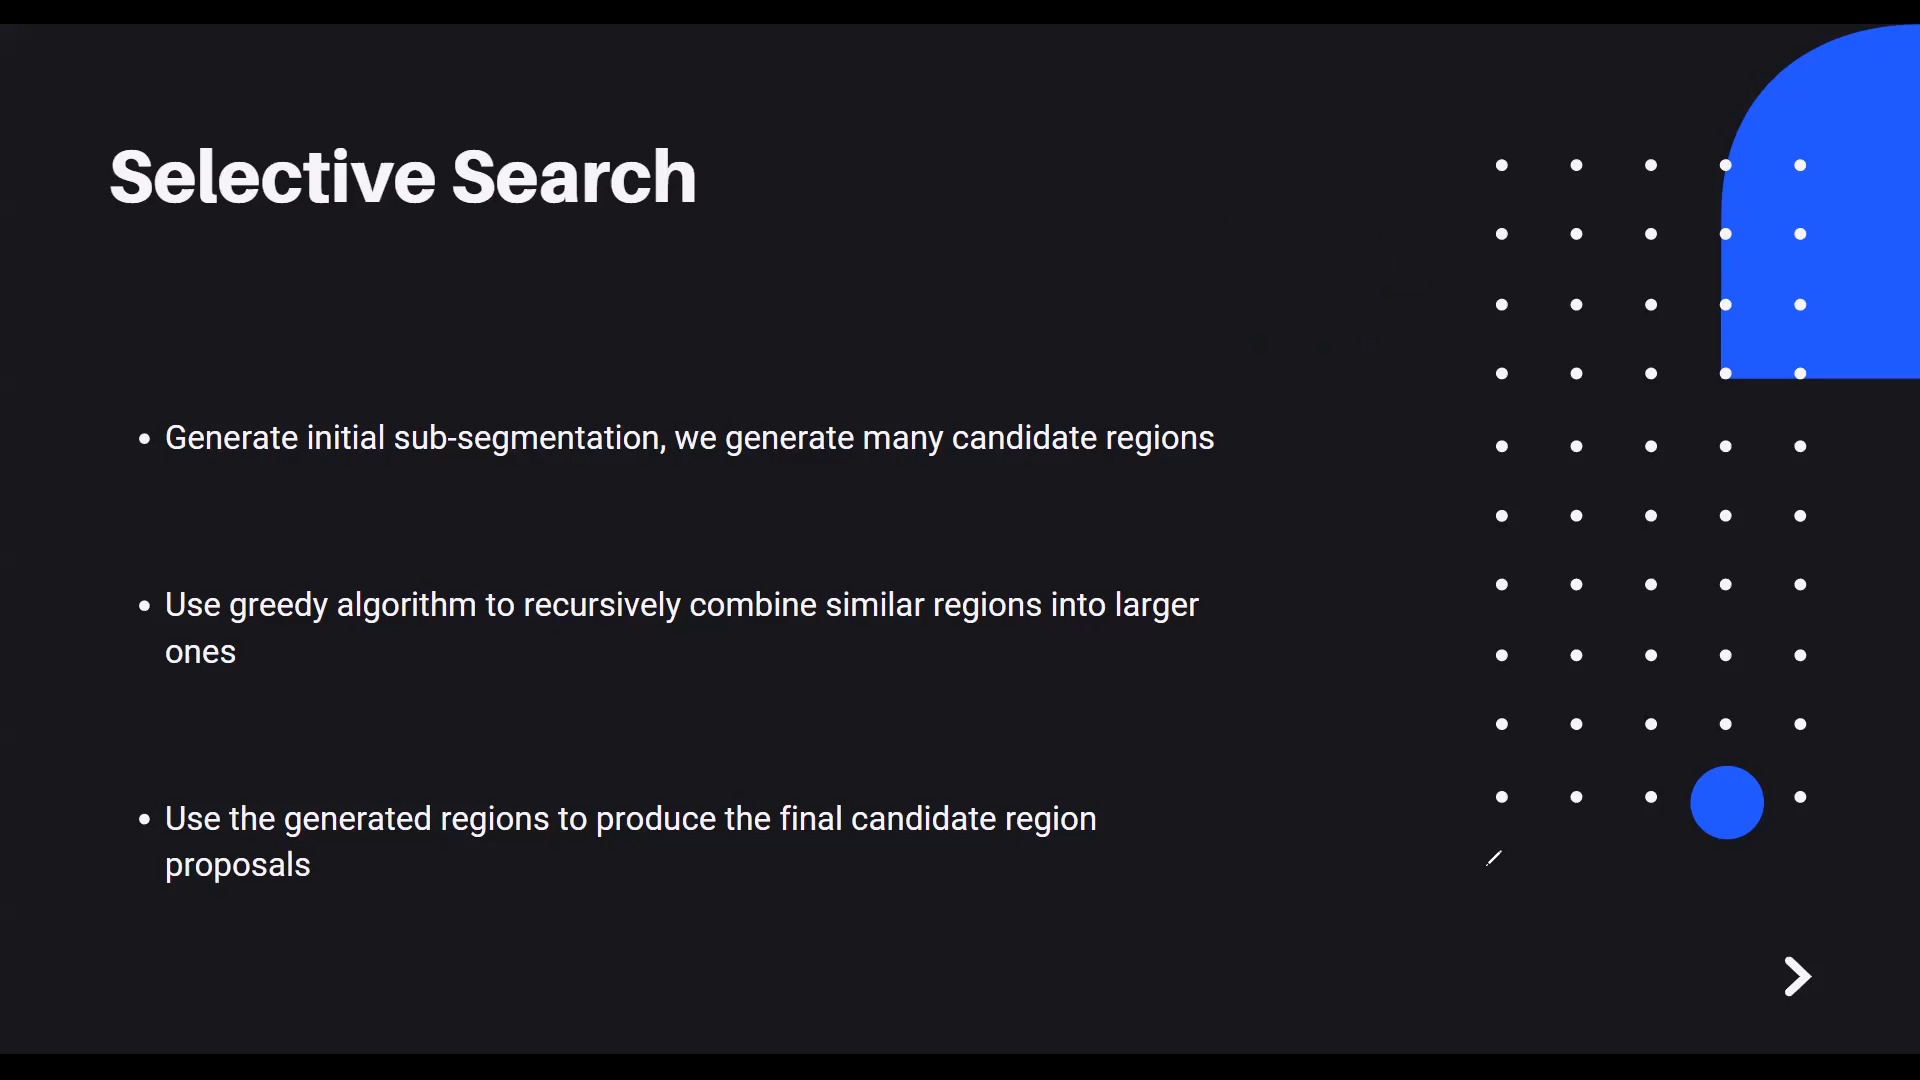 Selective Search
• Generate initial sub-segmentation, we generate many candidate regions
• Use greedy algorithm to recursively combine similar regions into larger
ones
• Use the generated regions to produce the final candidate region
proposals